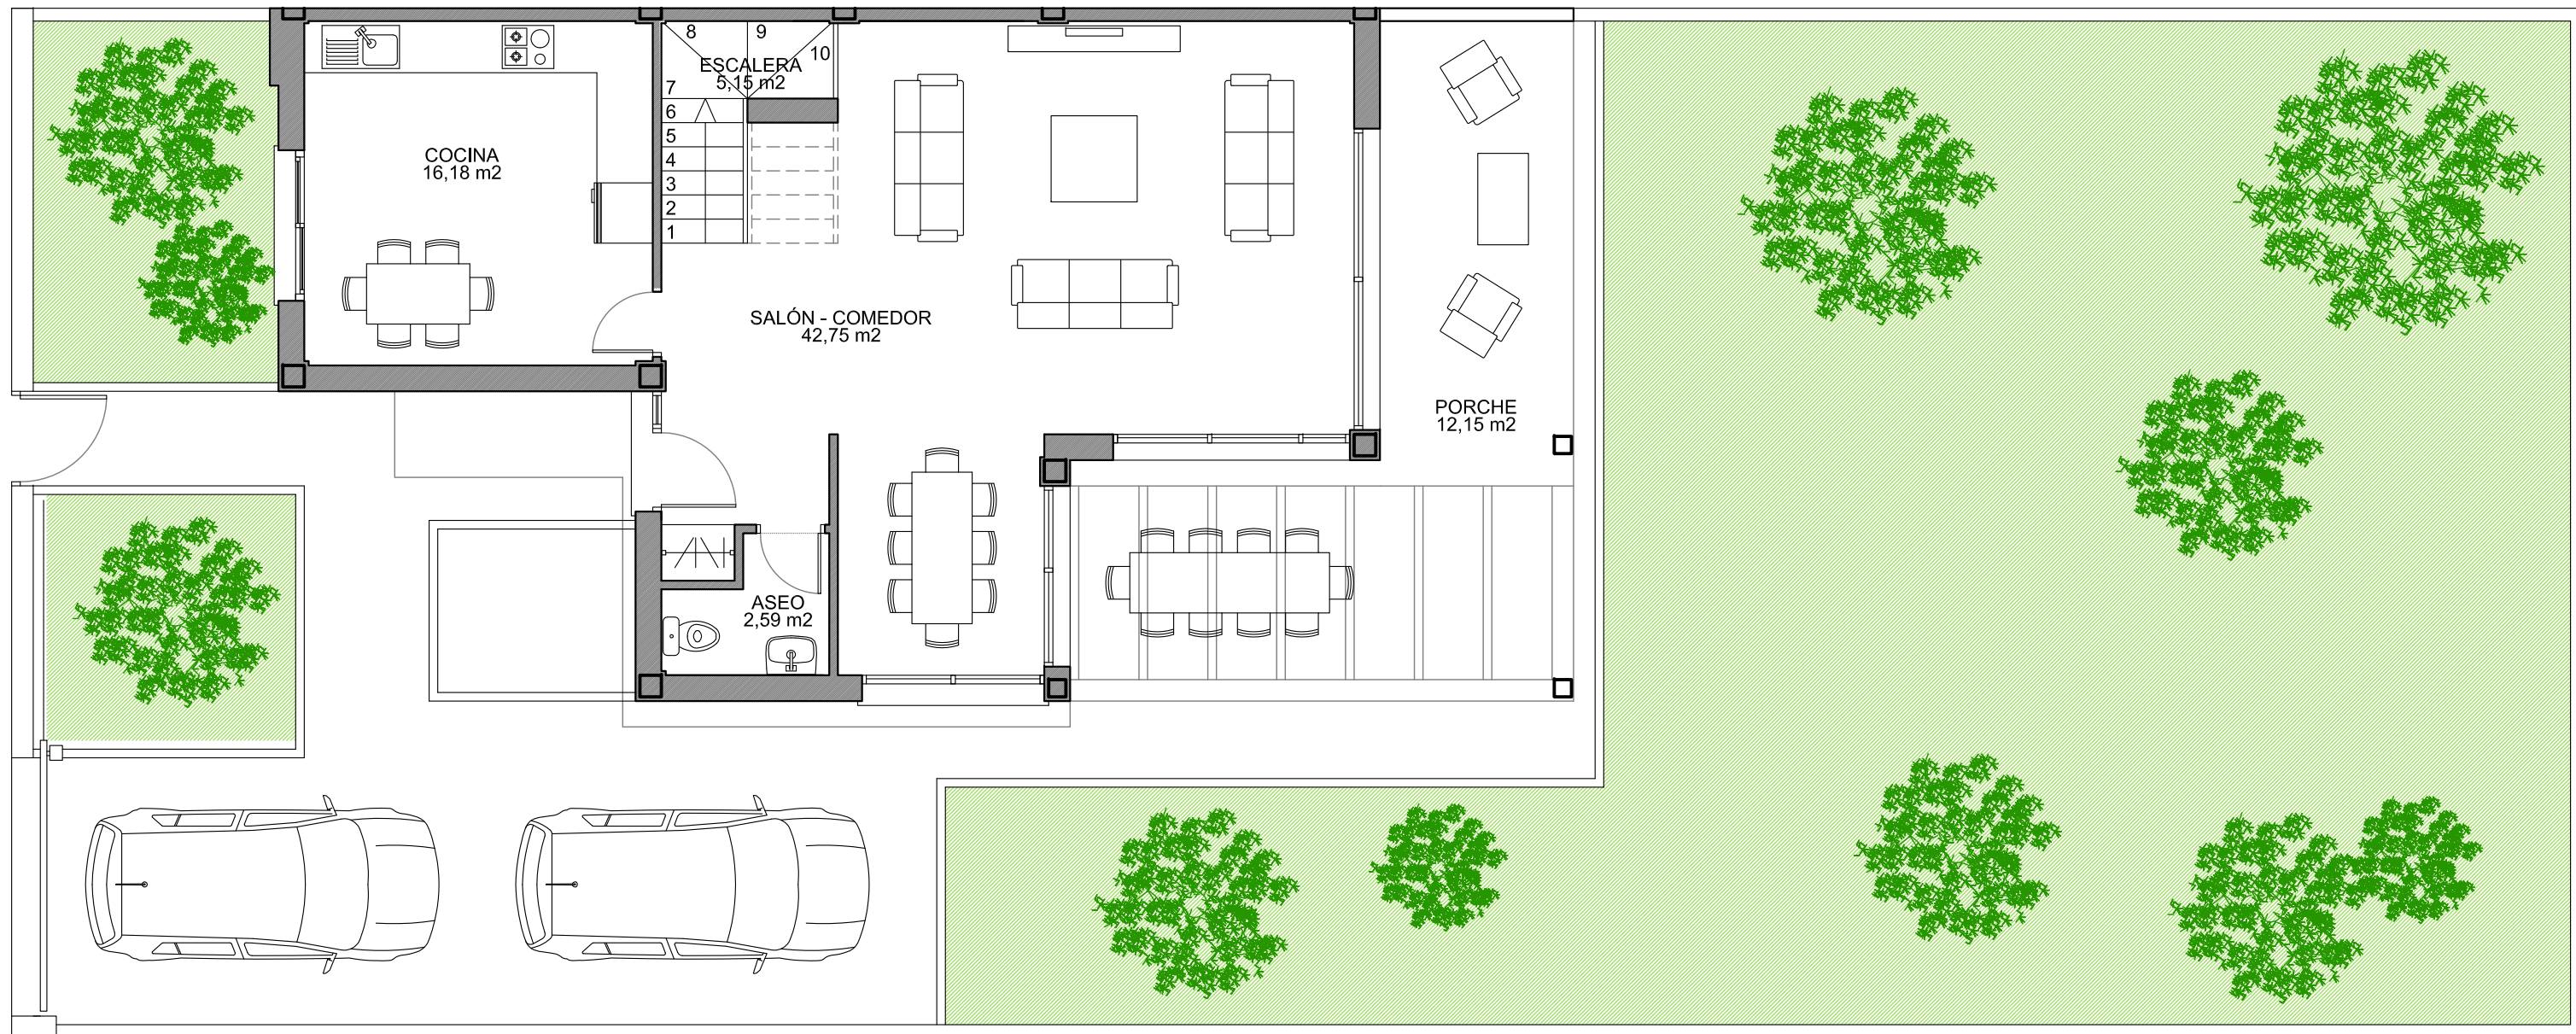 8
9
10
ESCALERA
5,15 m2
7
6
5
4
3
2
1
COCINA
16,18 m2
SALÓN - COMEDOR
42,75 m2
PORCHE
12,15 m2
ASEO
2,59 m2